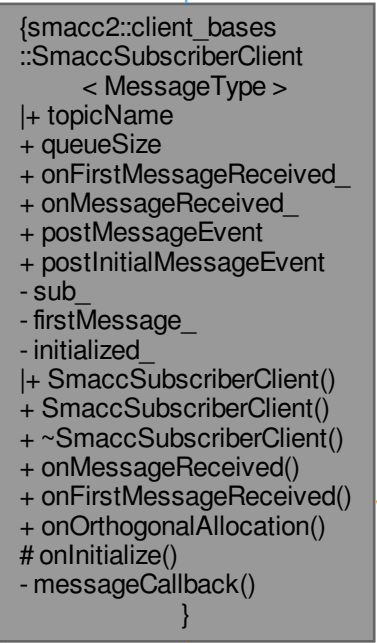 {smacc2::client_bases
::SmaccSubscriberClient
< MessageType >
|+ topicName
+ queueSize
+ onFirstMessageReceived_
+ onMessageReceived_
+ postMessageEvent
+ postInitialMessageEvent
- sub_
- firstMessage_
- initialized_
|+ SmaccSubscriberClient()
+ SmaccSubscriberClient()
+ ~SmaccSubscriberClient()
+ onMessageReceived()
+ onFirstMessageReceived()
+ onOrthogonalAllocation()
# onInitialize()
- messageCallback()
}